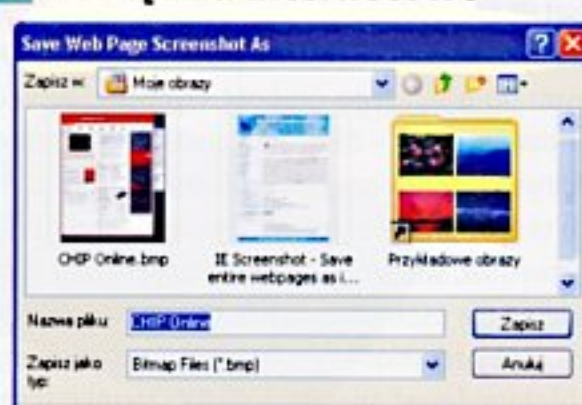 Save Web Page Screenshot As
Zapisz w:
Moje obrazy
CHIP Online.bmp
IE Screenshot - Save
entire webpages as i...
Przykładowe obrazy
Nazwa pliku:
CHIP Online
Zapisz
Zapisz jako
typ:
Bitmap Files (*.bmp)
Anuluj